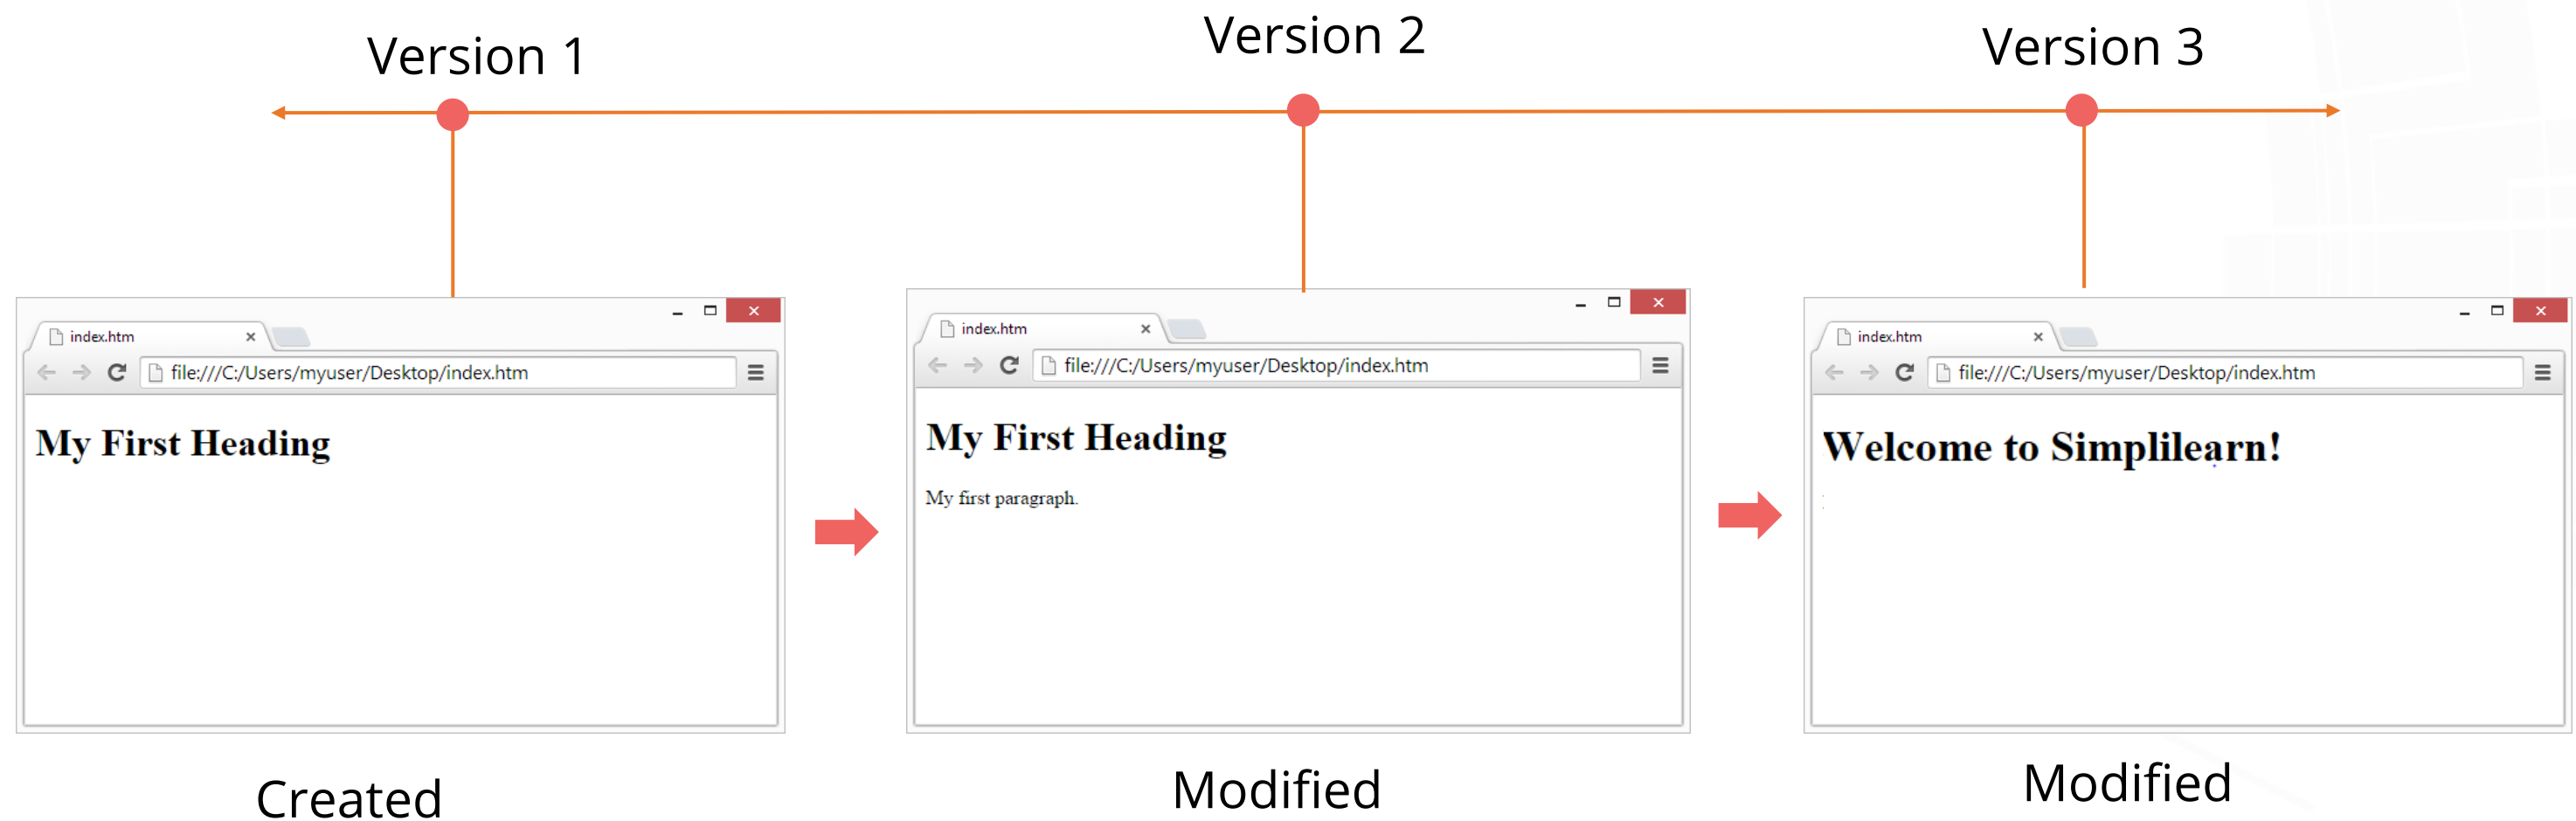 Version 1
Version 2
Version 3
index.htm
file:///C:/Users/myuser/Desktop/index.htm
My First Heading
index.htm
file:///C:/Users/myuser/Desktop/index.htm
My First Heading
My first paragraph.
index.htm
file:///C:/Users/myuser/Desktop/index.htm
Welcome to Simplilearn!
Created
Modified
Modified